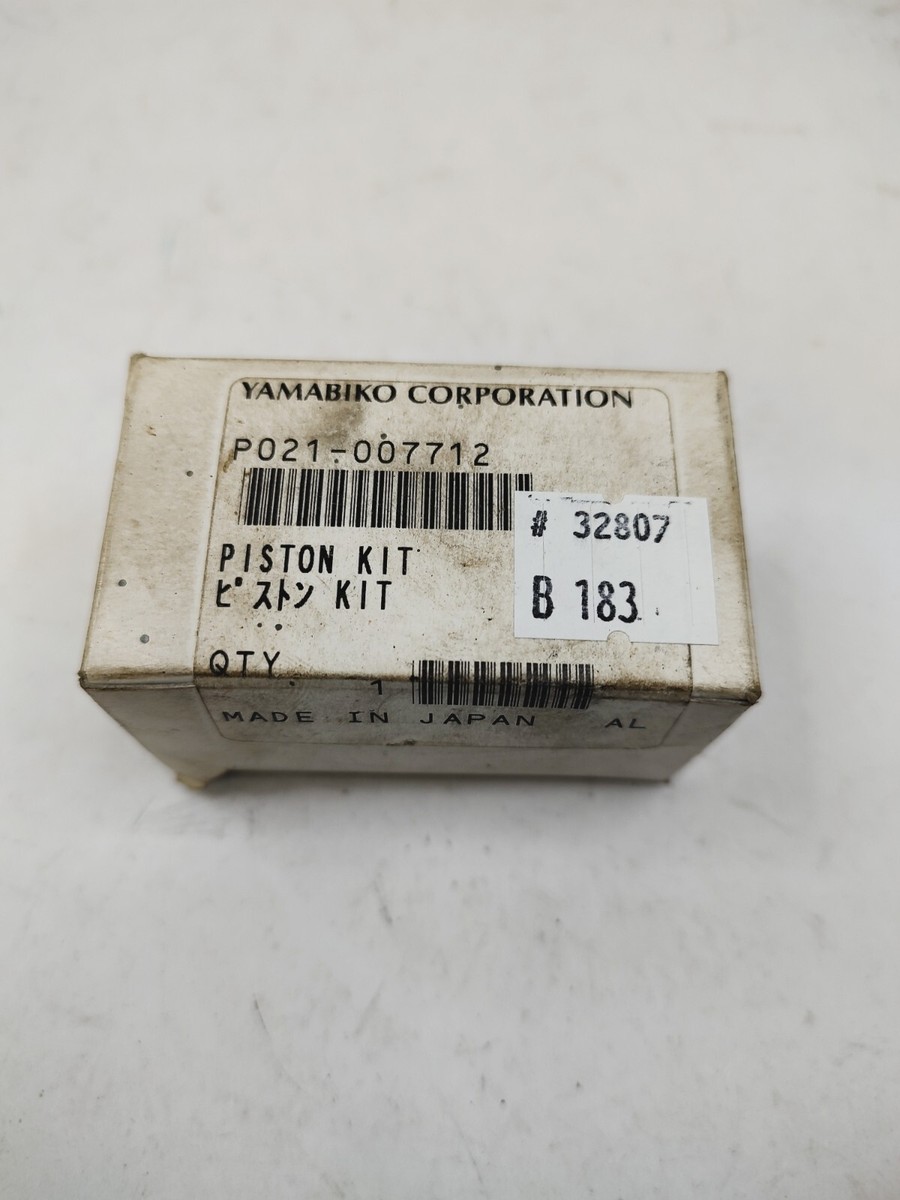 YAMABIKO CORPORATION
P021-007712
# 32807
PISTON KIT
ピストン KIT
B 183
QTY
1
MADE IN JAPAN AL